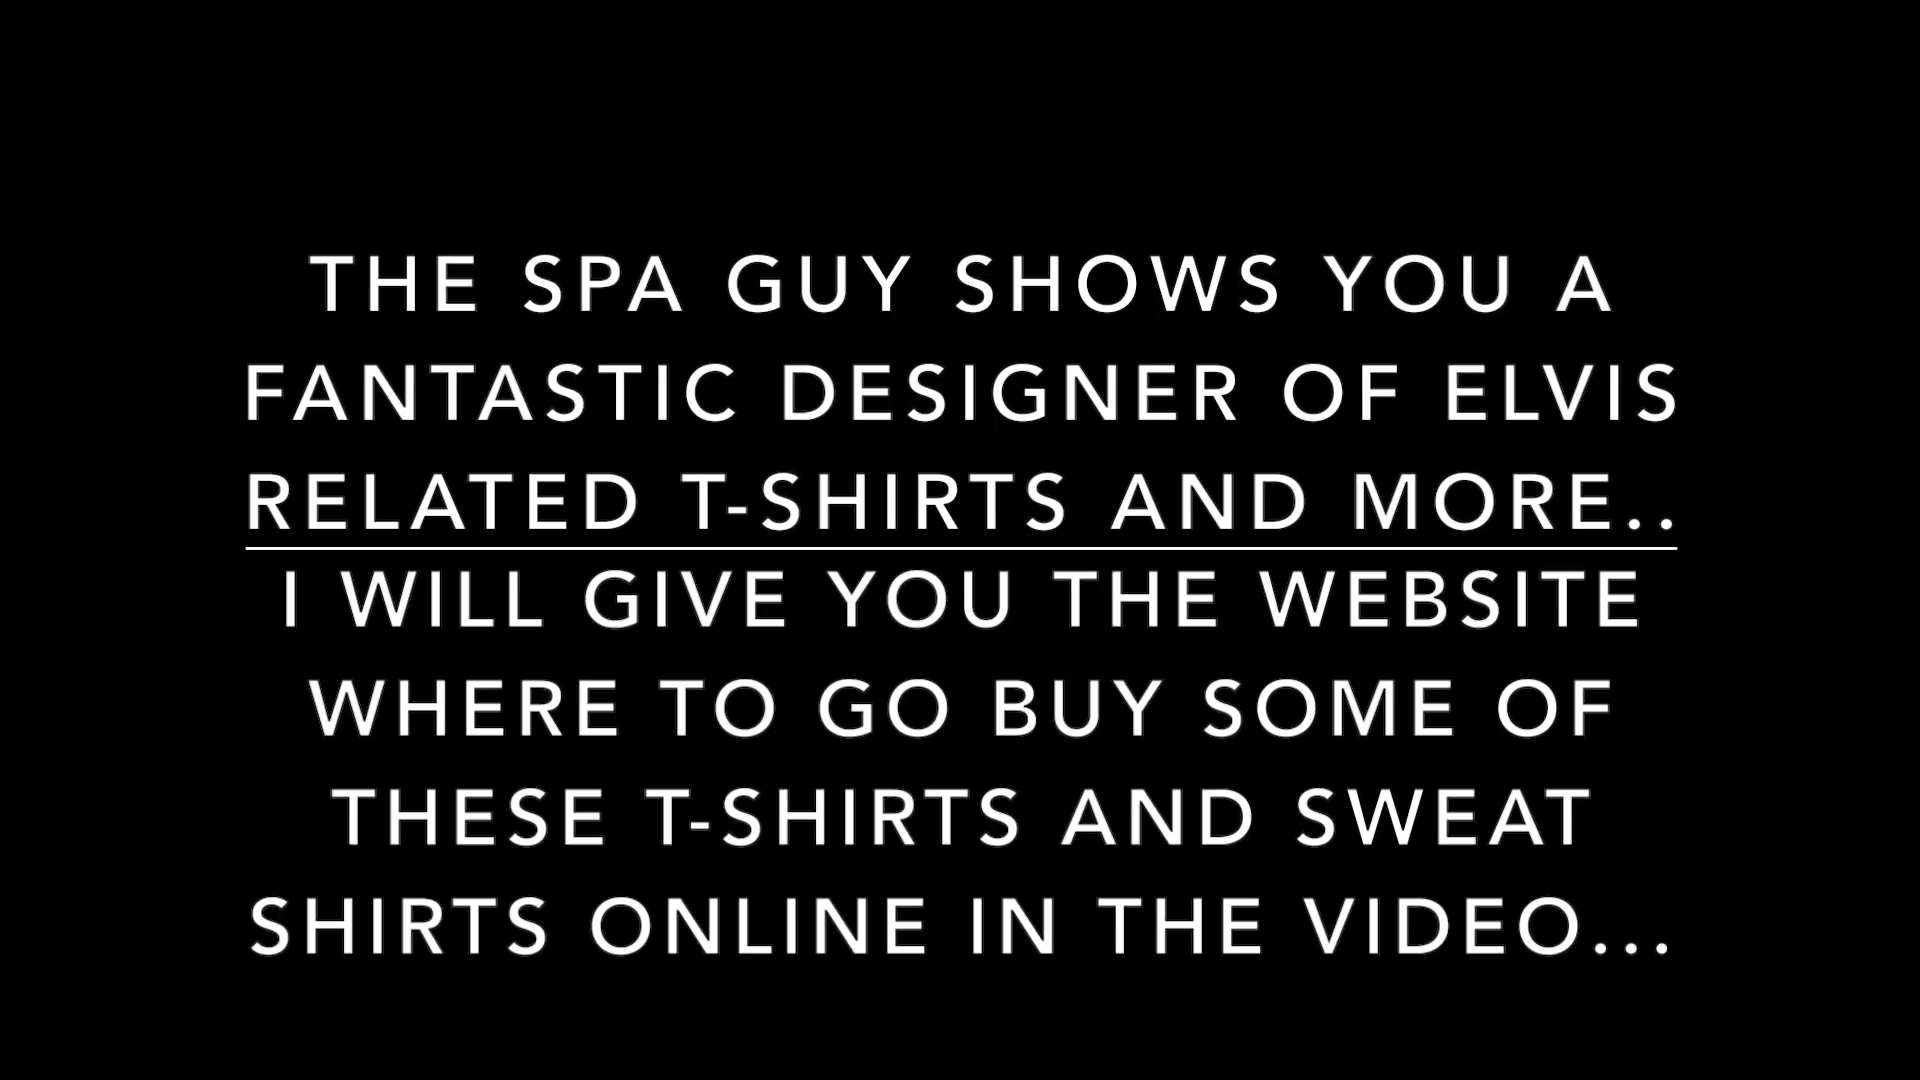 THE SPA GUY SHOWS YOU A
FANTASTIC DESIGNER OF ELVIS
RELATED T-SHIRTS AND MORE..
I WILL GIVE YOU THE WEBSITE
WHERE TO GO BUY SOME OF
THESE T-SHIRTS AND SWEAT
SHIRTS ONLINE IN THE VIDEO...